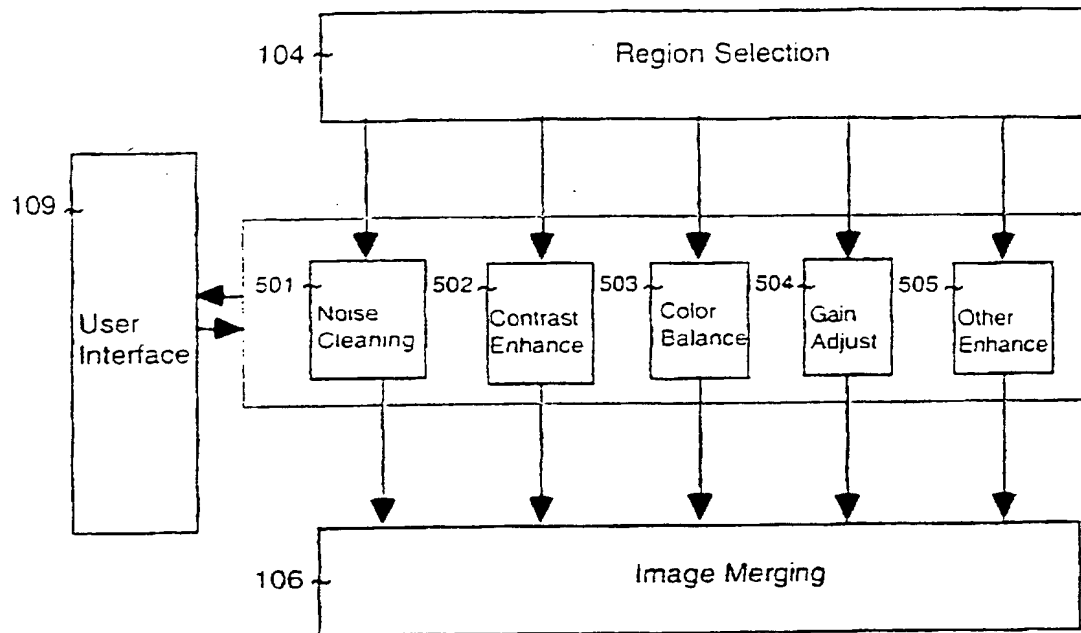 104 Region Selection
109
501 502 503 504 505
Noise Cleaning
Contrast Enhance
Color Balance
Gain Adjust
Other Enhance
User Interface
106 Image Merging